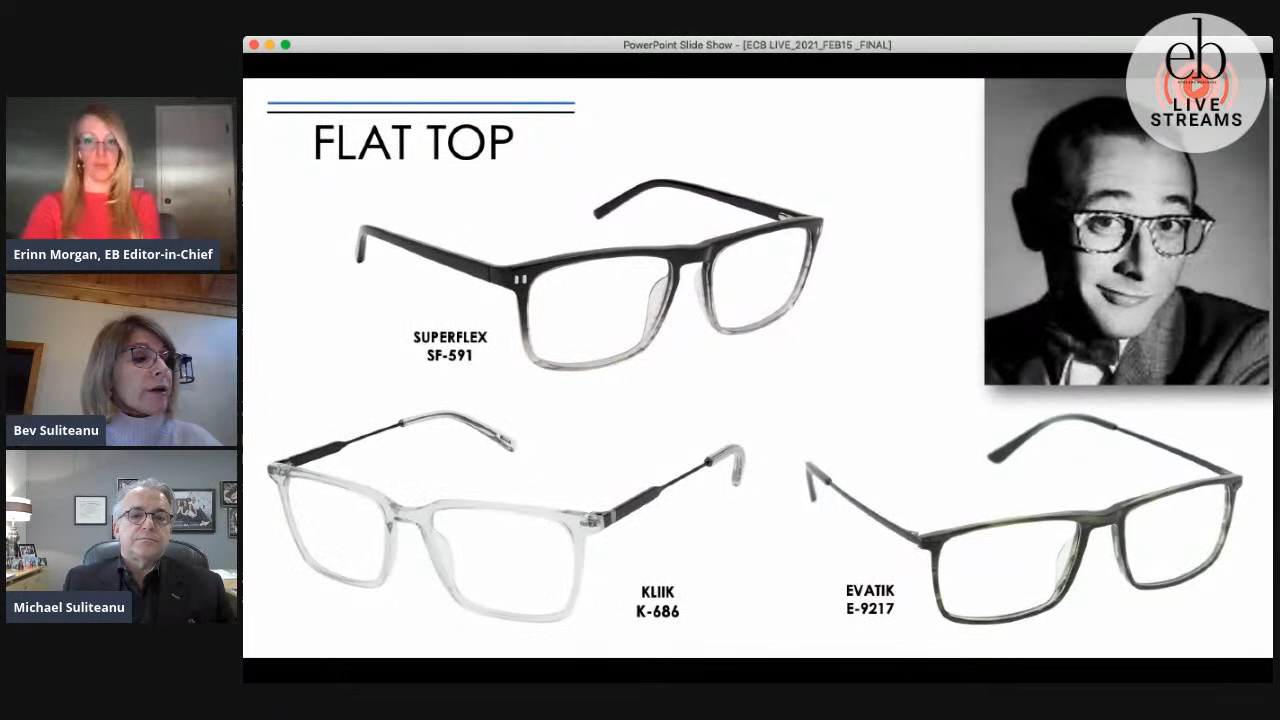 PowerPoint Slide Show - [ECB LIVE_2021_FEB15 _FINAL]
eb
LIVE
STREAMS
FLAT TOP
SUPERFLEX
SF-591
KLIIK
K-686
EVATIK
E-9217
Erinn Morgan, EB Editor-in-Chief
Bev Suliteanu
Michael Suliteanu